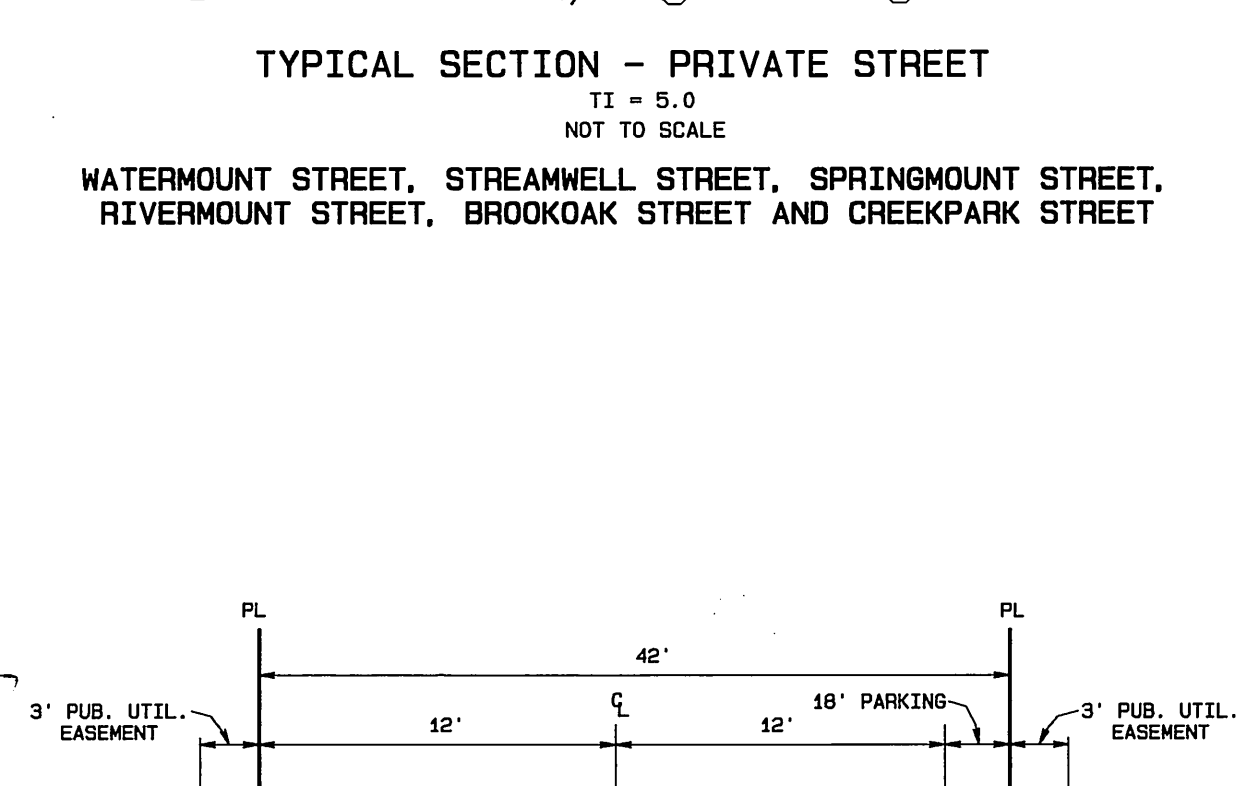 TYPICAL SECTION - PRIVATE STREET
TI = 5.0
NOT TO SCALE
WATERMOUNT STREET, STREAMWELL STREET, SPRINGMOUNT STREET,
RIVERMOUNT STREET, BROOKOAK STREET AND CREEKPARK STREET
PL
PL
42'
3' PUB. UTIL.
EASEMENT
12'
CL
12'
18' PARKING
3' PUB. UTIL.
EASEMENT